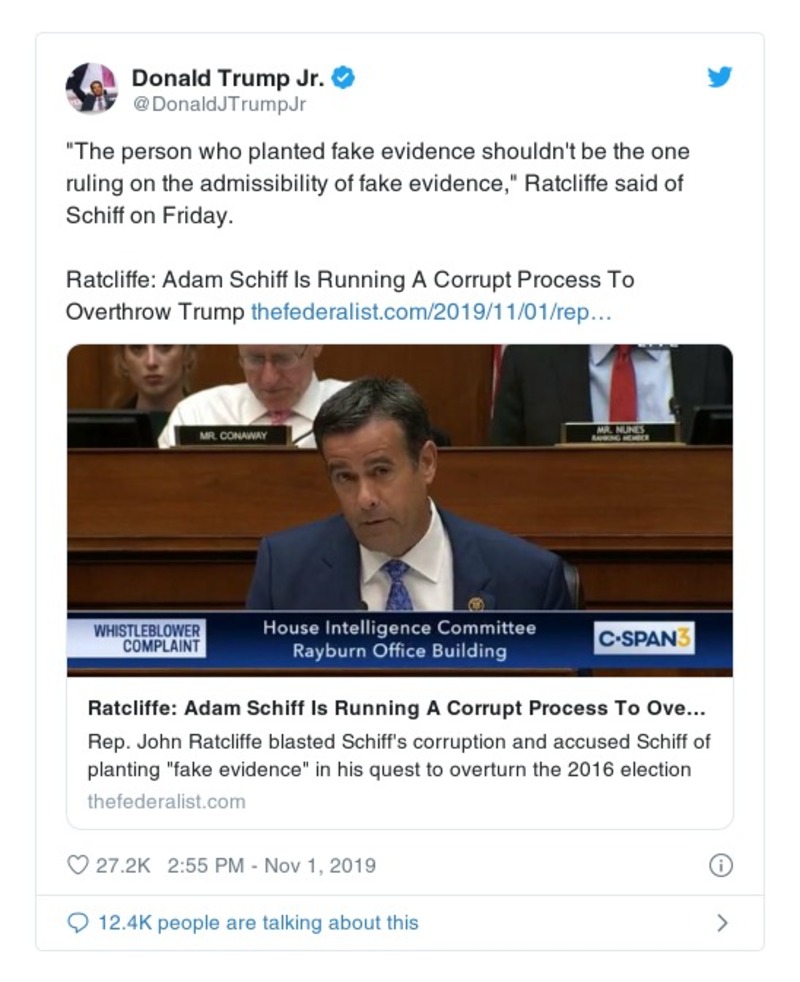 Donald Trump Jr.
@DonaldJTrumpJr
"The person who planted fake evidence shouldn't be the one
ruling on the admissibility of fake evidence," Ratcliffe said of
Schiff on Friday.
Ratcliffe: Adam Schiff Is Running A Corrupt Process To
Overthrow Trump thefederalist.com/2019/11/01/rep…
MR. CONAWAY
MR. NUNES
RANKING MEMBER
WHISTLEBLOWER
COMPLAINT
House Intelligence Committee
Rayburn Office Building
C·SPAN3
Ratcliffe: Adam Schiff Is Running A Corrupt Process To Ove...
Rep. John Ratcliffe blasted Schiff's corruption and accused Schiff of
planting "fake evidence" in his quest to overturn the 2016 election
thefederalist.com
27.2K 2:55 PM - Nov 1, 2019
12.4K people are talking about this